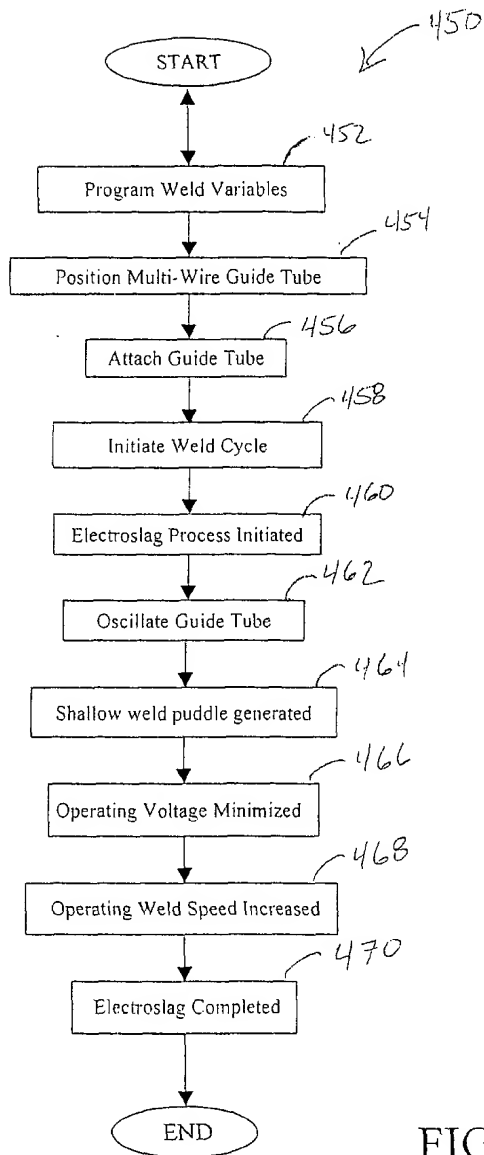 450
START
452
Program Weld Variables
454
Position Multi-Wire Guide Tube
456
Attach Guide Tube
458
Initiate Weld Cycle
460
Electroslag Process Initiated
462
Oscillate Guide Tube
464
Shallow weld puddle generated
466
Operating Voltage Minimized
468
Operating Weld Speed Increased
470
Electroslag Completed
END
FIG